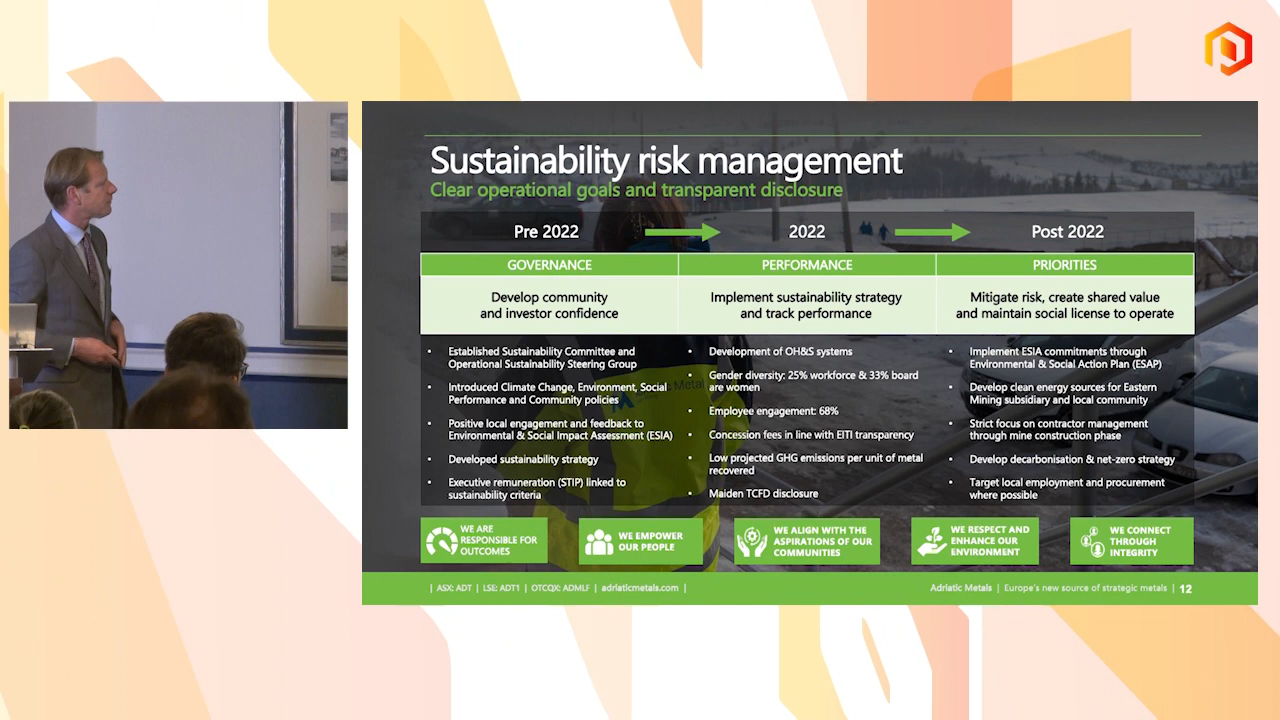 Sustainability risk management
Clear operational goals and transparent disclosure
Pre 2022
2022
Post 2022
GOVERNANCE
PERFORMANCE
PRIORITIES
Develop community
and investor confidence
Implement sustainability strategy
and track performance
Mitigate risk, create shared value
and maintain social license to operate
• Established Sustainability Committee and
Operational Sustainability Steering Group
• Introduced Climate Change, Environment, Social
Performance and Community policies
• Positive local engagement and feedback to
Environmental & Social Impact Assessment (ESIA)
• Developed sustainability strategy
• Executive remuneration (STIP) linked to
sustainability criteria
• Development of OH&S systems
• Gender diversity: 25% workforce & 33% board
are women
• Employee engagement: 68%
• Concession fees in line with EITI transparency
• Low projected GHG emissions per unit of metal
recovered
• Maiden TCFD disclosure
• Implement ESIA commitments through
Environmental & Social Action Plan (ESAP)
• Develop clean energy sources for Eastern
Mining subsidiary and local community
• Strict focus on contractor management
through mine construction phase
• Develop decarbonisation & net-zero strategy
• Target local employment and procurement
where possible
WE ARE
RESPONSIBLE FOR
OUTCOMES
WE EMPOWER
OUR PEOPLE
WE ALIGN WITH THE
ASPIRATIONS OF OUR
COMMUNITIES
WE RESPECT AND
ENHANCE OUR
ENVIRONMENT
WE CONNECT
THROUGH
INTEGRITY
| ASX: ADT | LSE: ADT1 | OTCQX: ADMLF | adriaticmetals.com |
Adriatic Metals | Europe's new source of strategic metals | 12